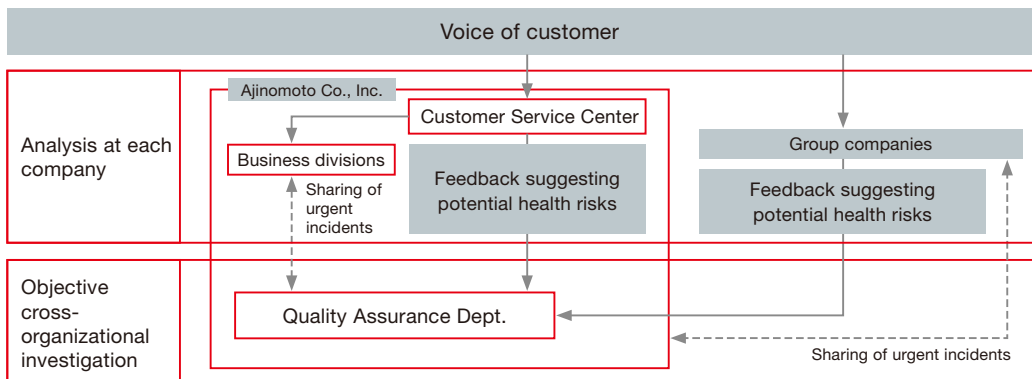 Voice of customer
Analysis at each
company
Ajinomoto Co., Inc.
Customer Service Center
Business divisions
Sharing of
urgent
incidents
Feedback suggesting
potential health risks
Group companies
Feedback suggesting
potential health risks
Objective
cross-
organizational
investigation
Quality Assurance Dept.
Sharing of urgent incidents